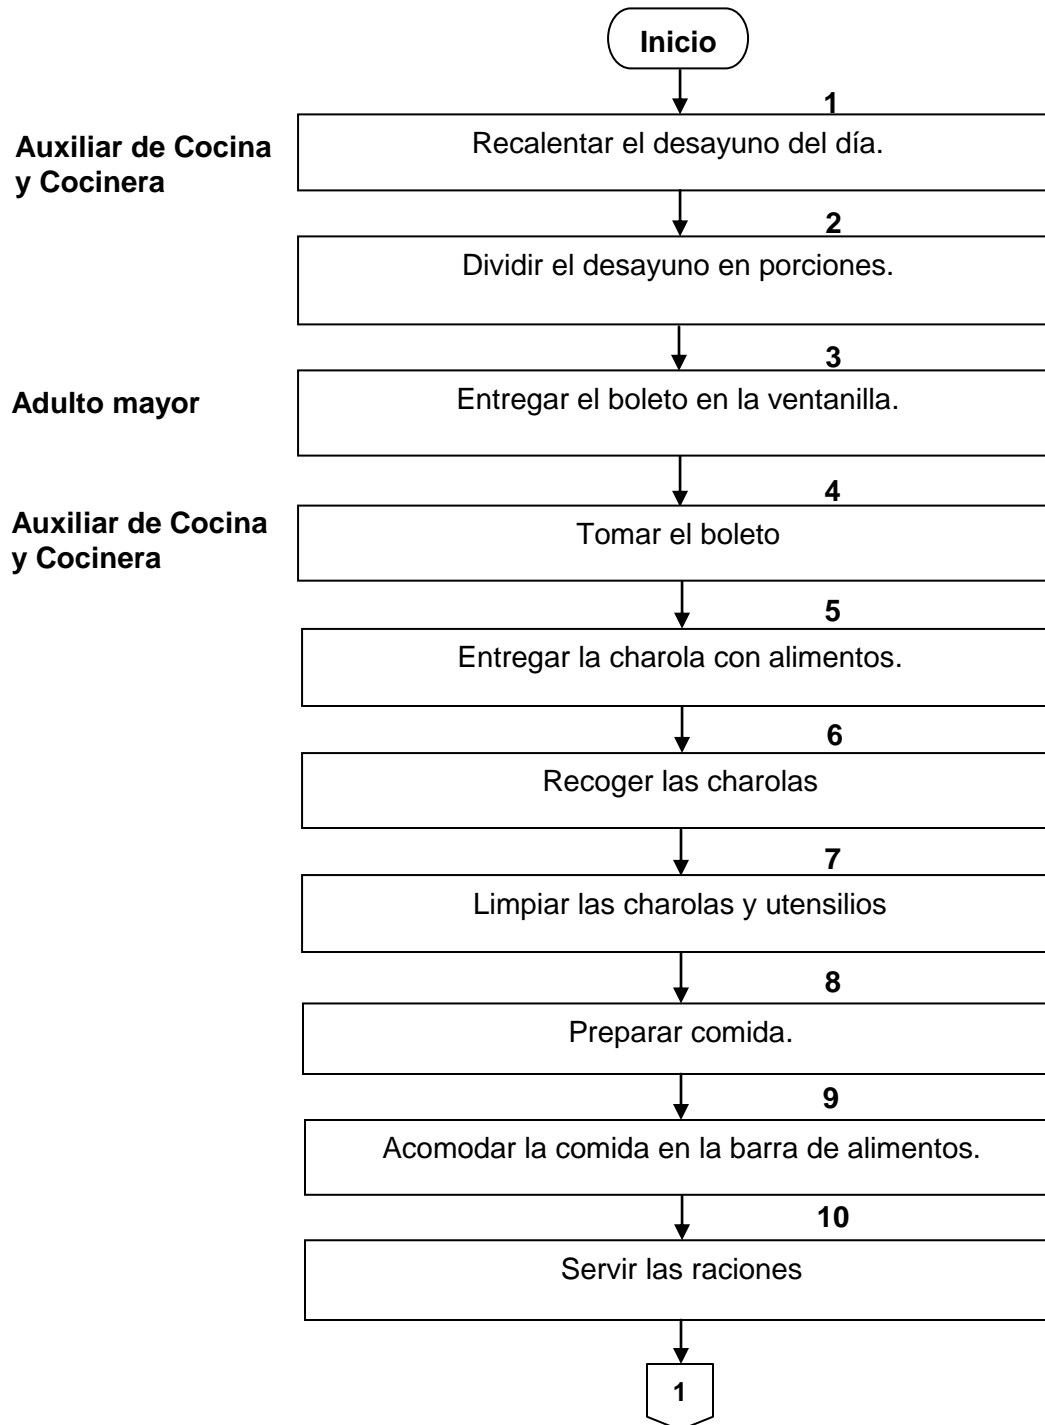 Inicio
1
Auxiliar de Cocina
y Cocinera
Recalentar el desayuno del día.
2
Dividir el desayuno en porciones.
3
Adulto mayor
Entregar el boleto en la ventanilla.
4
Auxiliar de Cocina
y Cocinera
Tomar el boleto
5
Entregar la charola con alimentos.
6
Recoger las charolas
7
Limpiar las charolas y utensilios
8
Preparar comida.
9
Acomodar la comida en la barra de alimentos.
10
Servir las raciones
1